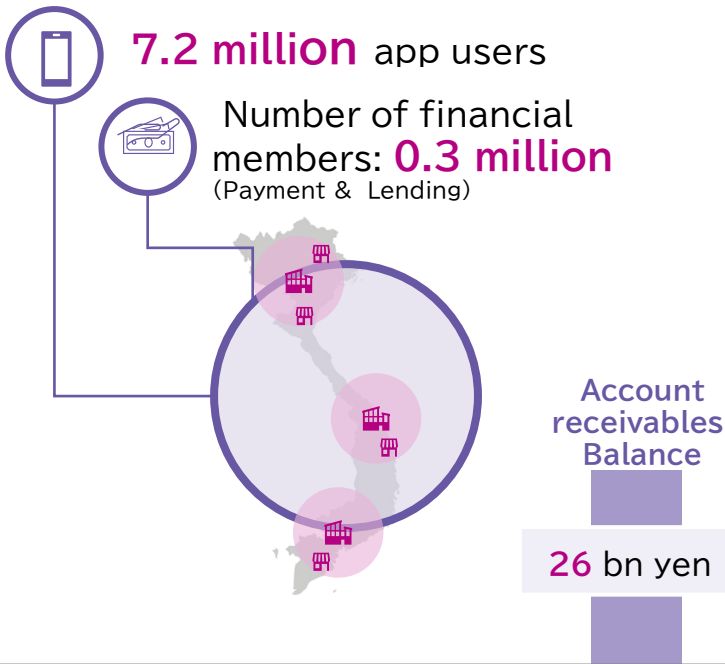 7.2 million app users
Number of financial
members: 0.3 million
(Payment & Lending)
Account
receivables
Balance
26 bn yen